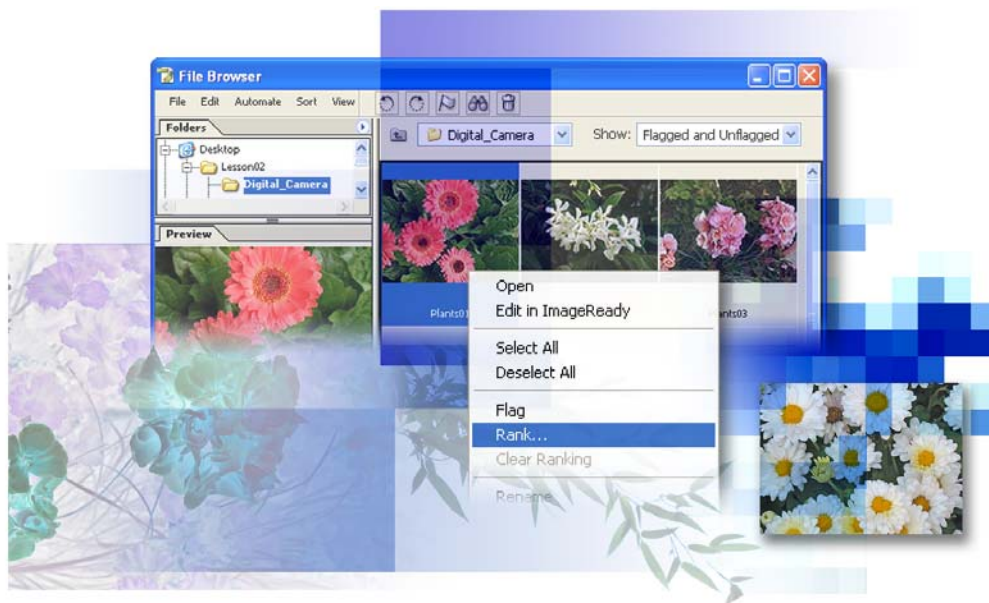 File Browser
File Edit Automate Sort View
Folders
Desktop
Lesson02
Digital_Camera
Digital_Camera
Show: Flagged and Unflagged
Preview
Plants01
Plants03
Open
Edit in ImageReady
Select All
Deselect All
Flag
Rank...
Clear Ranking
Rename